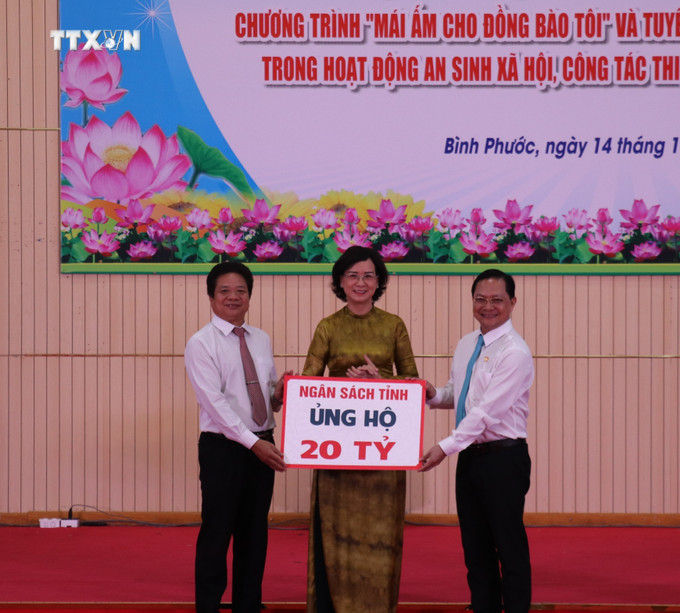 TTXVN
CHƯƠNG TRÌNH "MÁI ẤM CHO ĐỒNG BÀO TÔI" VÀ TUYÊ
TRONG HOẠT ĐỘNG AN SINH XÃ HỘI, CÔNG TÁC THI
Bình Phước, ngày 14 tháng 1
NGÂN SÁCH TỈNH
ỦNG HỘ
20 TỶ